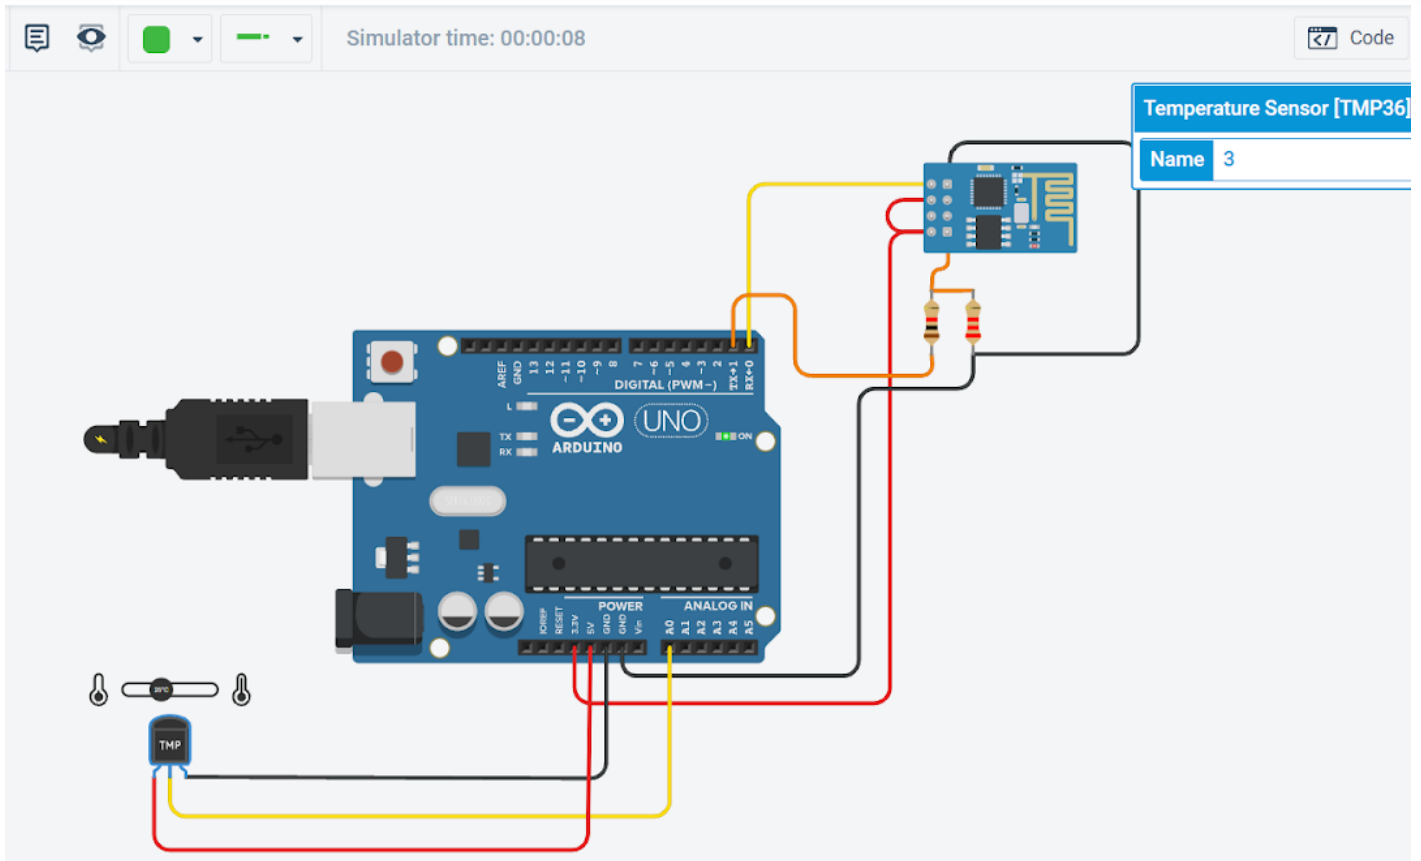 Simulator time: 00:00:08
Code
Temperature Sensor [TMP36]
Name 3
AREF
GND
13
12
~11
~10
~9
8
7
~6
~5
4
~3
2
TX→1
RX←0
DIGITAL (PWM~)
L
TX
RX
UNO
ARDUINO
ON
POWER
ANALOG IN
IOREF
RESET
3.3V
5V
GND
GND
Vin
A0
A1
A2
A3
A4
A5
TMP